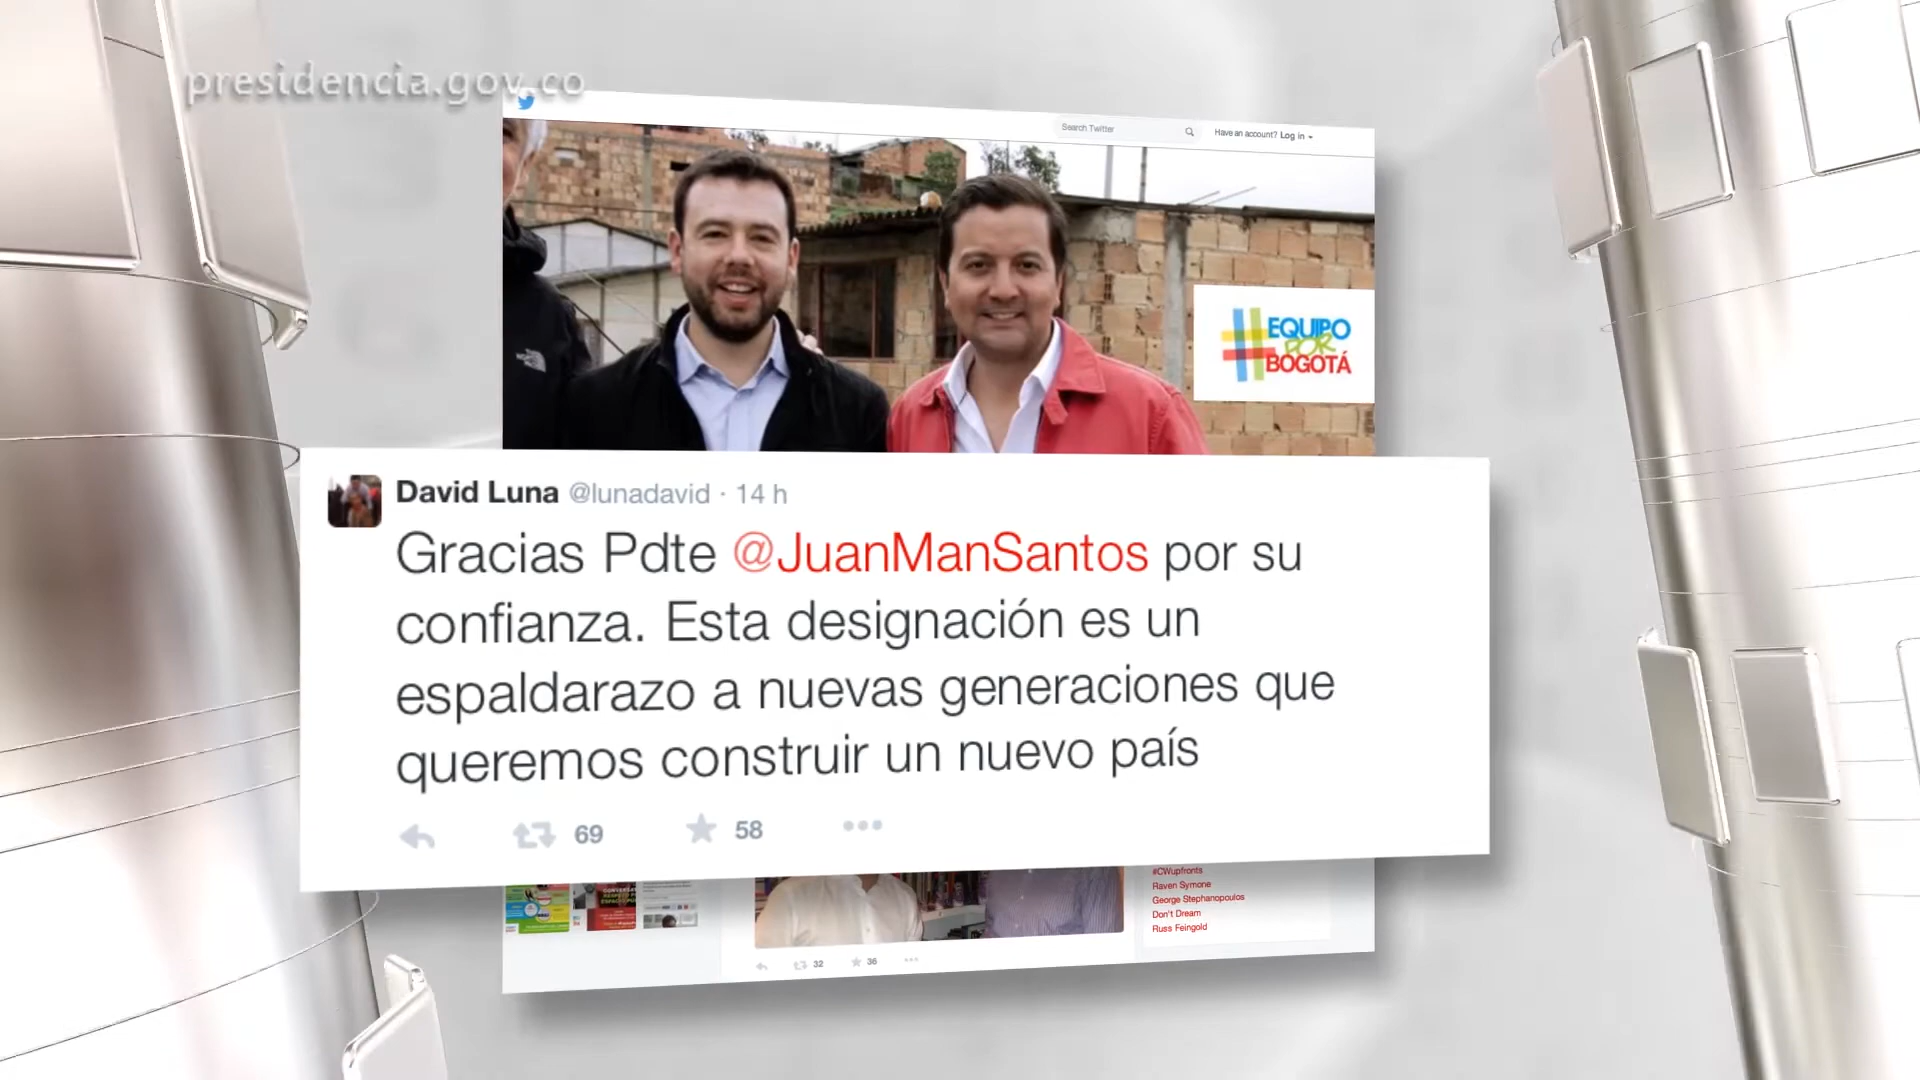 presidencia.gov.co
Search Twitter
Have an account? Log in
#EQUIPO
POR
BOGOTÁ
David Luna @lunadavid · 14 h
Gracias Pdte @JuanManSantos por su
confianza. Esta designación es un
espaldarazo a nuevas generaciones que
queremos construir un nuevo país
69 58
#CWupfronts
Raven Symone
George Stephanopoulos
Don't Dream
Russ Feingold
32 36